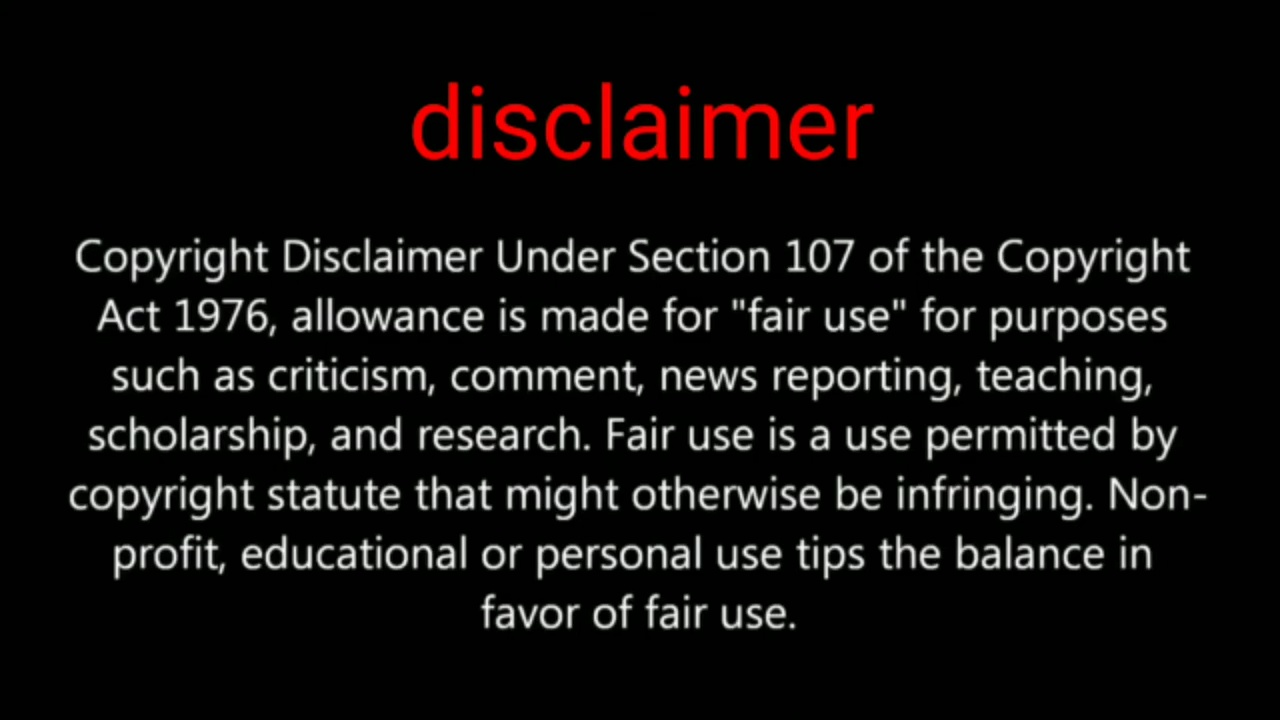 disclaimer
Copyright Disclaimer Under Section 107 of the Copyright
Act 1976, allowance is made for "fair use" for purposes
such as criticism, comment, news reporting, teaching,
scholarship, and research. Fair use is a use permitted by
copyright statute that might otherwise be infringing. Non-
profit, educational or personal use tips the balance in
favor of fair use.